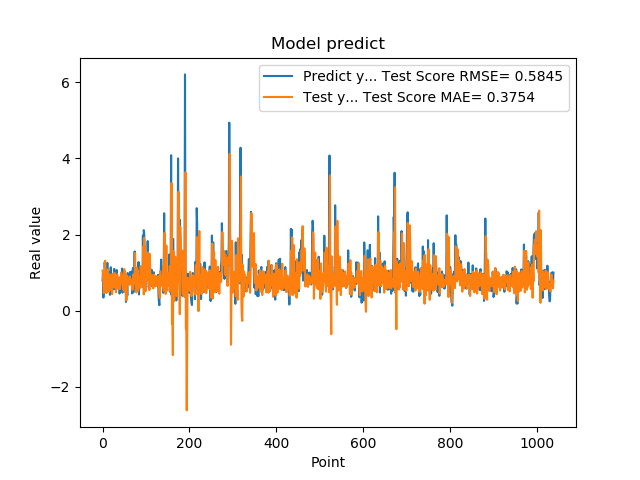 Model predict
Predict y... Test Score RMSE= 0.5845
Test y... Test Score MAE= 0.3754
6
4
2
0
−2
Real value
0 200 400 600 800 1000
Point